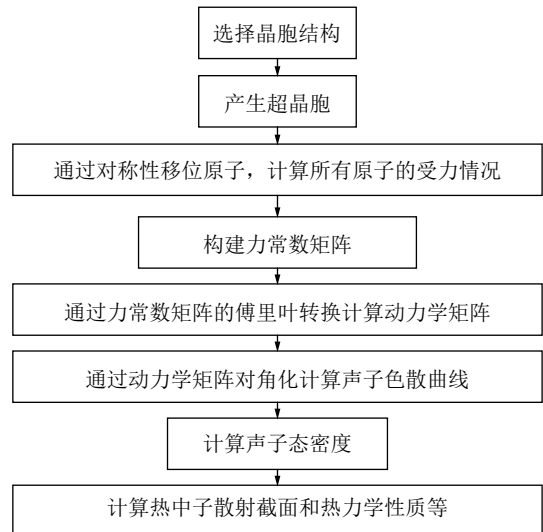 选择晶胞结构
产生超晶胞
通过对称性移位原子，计算所有原子的受力情况
构建力常数矩阵
通过力常数矩阵的傅里叶转换计算动力学矩阵
通过动力学矩阵对角化计算声子色散曲线
计算声子态密度
计算热中子散射截面和热力学性质等